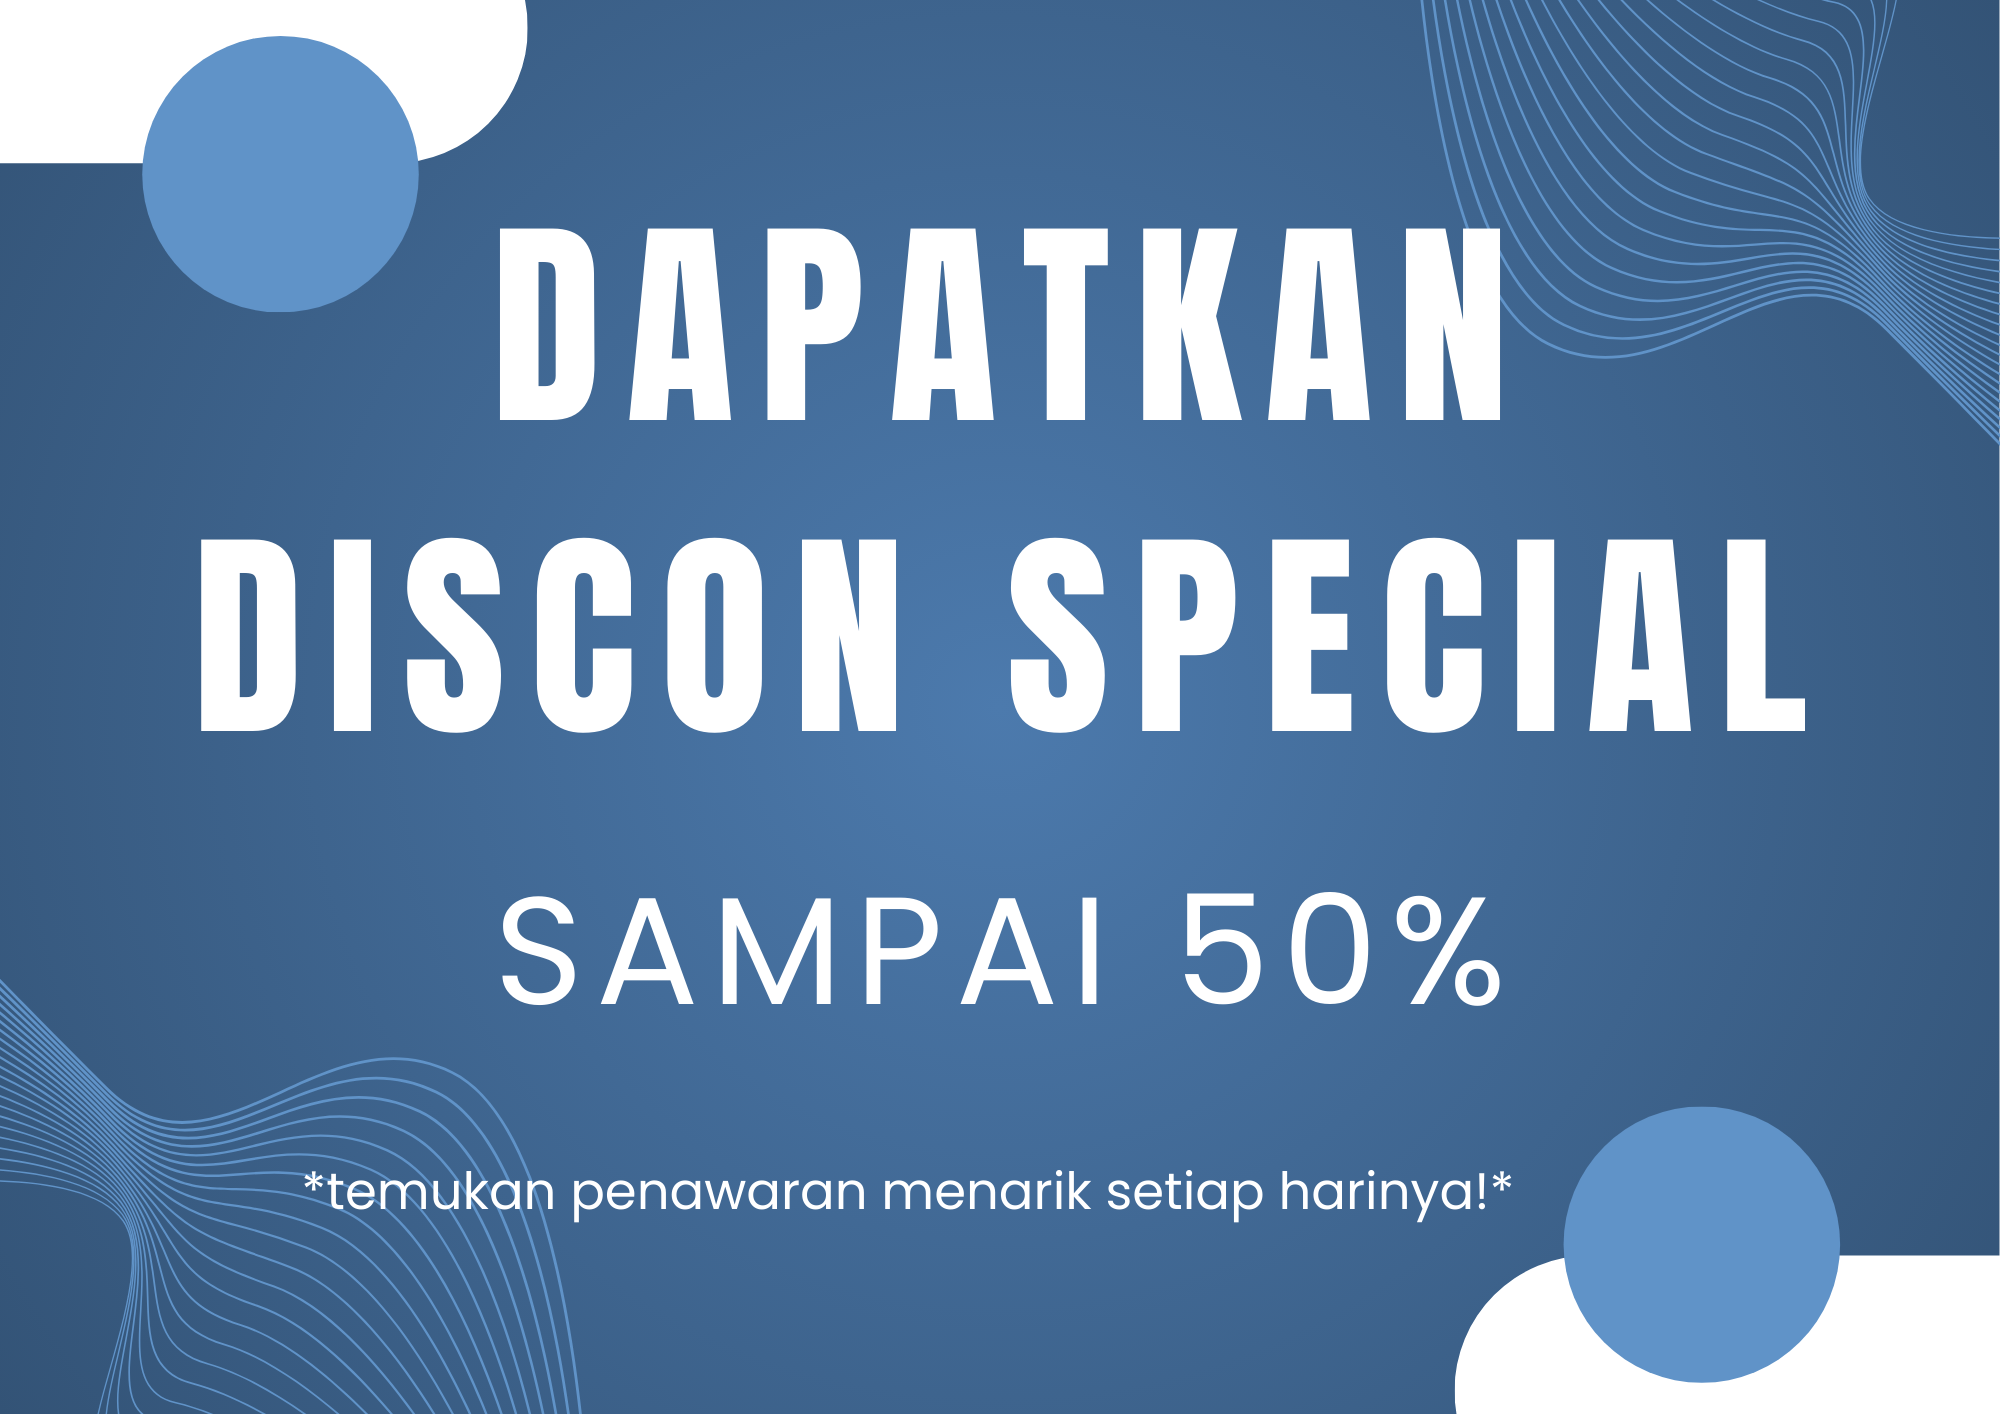 DAPATKAN
DISCON SPECIAL
SAMPAI 50%
*temukan penawaran menarik setiap harinya!*